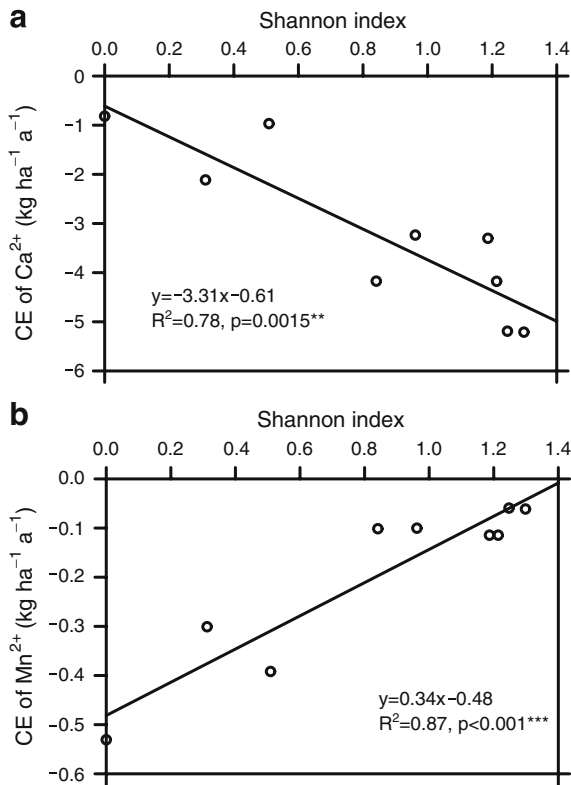 a
Shannon index
0.0 0.2 0.4 0.6 0.8 1.0 1.2 1.4
CE of Ca²⁺ (kg ha⁻¹ a⁻¹)
0
−1
−2
−3
−4
−5
−6
y=−3.31x−0.61
R²=0.78, p=0.0015**
b
Shannon index
0.0 0.2 0.4 0.6 0.8 1.0 1.2 1.4
CE of Mn²⁺ (kg ha⁻¹ a⁻¹)
0.0
−0.1
−0.2
−0.3
−0.4
−0.5
−0.6
y=0.34x−0.48
R²=0.87, p<0.001***